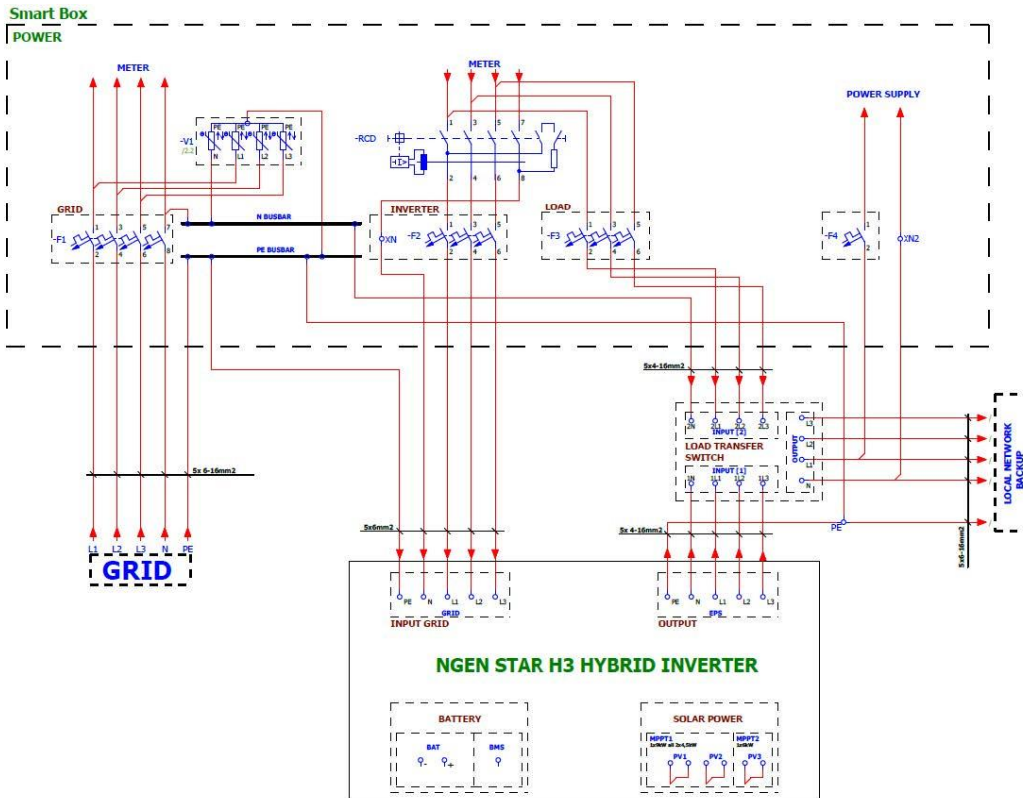 Smart Box
POWER
METER
METER
POWER SUPPLY
-V1
/2.2
PE PE PE PE
N L1 L2 L3
-RCD
I>
1 3 5 7
2 4 6 8
GRID
-F1
1 3 5 7
2 4 6 8
N BUSBAR
PE BUSBAR
INVERTER
XN
-F2
1 3 5
2 4 6
LOAD
-F3
1 3 5
2 4 6
-F4
1
2
XN2
5x4-16mm2
2N 2L1 2L2 2L3
INPUT [2]
LOAD TRANSFER
SWITCH
INPUT [1]
1N 1L1 1L2 1L3
OUTPUT
L3
L2
L1
N
LOCAL NETWORK
BACKUP
5x 6-16mm2
5x6mm2
5x 4-16mm2
PE
5x6-16mm2
L1 L2 L3 N PE
GRID
PE N L1 L2 L3
GRID
INPUT GRID
PE N L1 L2 L3
EPS
OUTPUT
NGEN STAR H3 HYBRID INVERTER
BATTERY
BAT
- +
BMS
SOLAR POWER
MPPT1
1x9kW ali 2x4,5kW
MPPT2
1x6kW
PV1 PV2 PV3